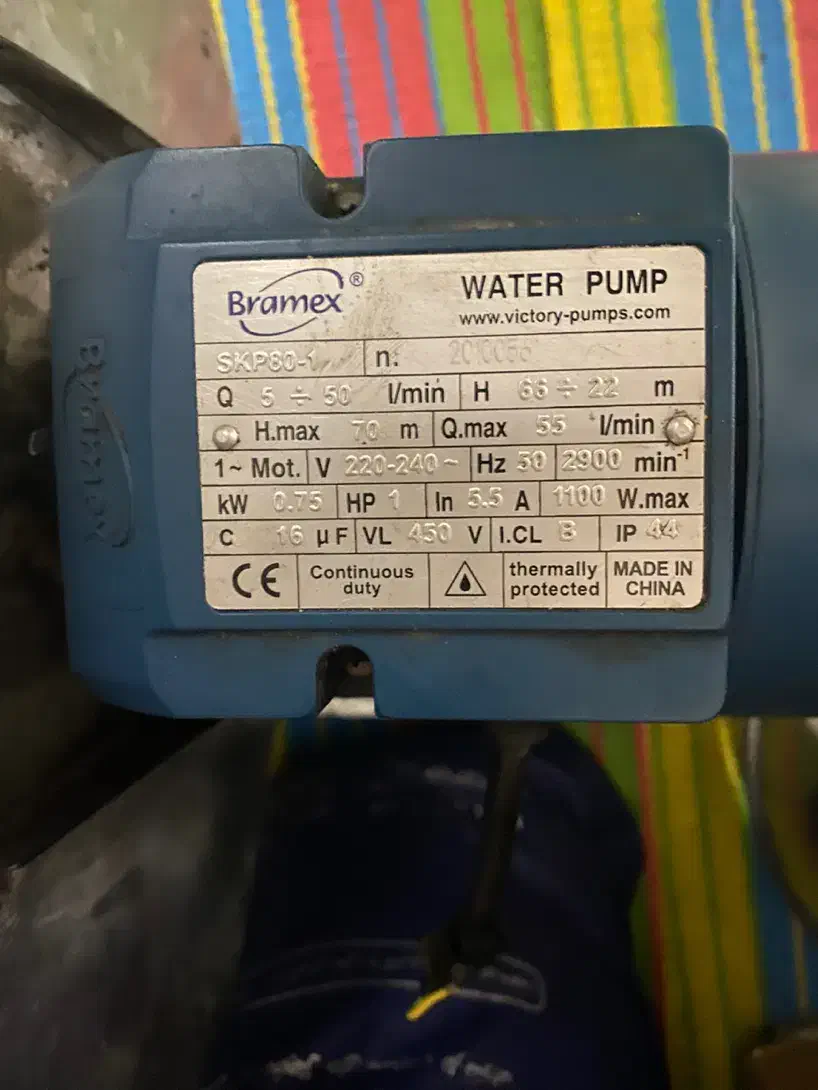 Bramex® WATER PUMP
www.victory-pumps.com
SKP80-1 n.
Q 5 ÷ 50 l/min H 66 ÷ 22 m
H.max 70 m Q.max 55 l/min
1~ Mot. V 220-240~ Hz 50 2900 min⁻¹
kW 0.75 HP 1 In 5.5 A 1100 W.max
C 16 µF VL 450 V I.CL B IP 44
CE Continuous duty thermally protected MADE IN CHINA